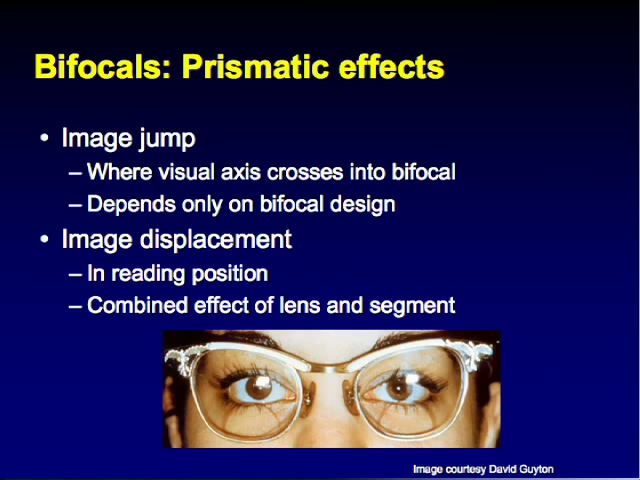 Bifocals: Prismatic effects
• Image jump
– Where visual axis crosses into bifocal
– Depends only on bifocal design
• Image displacement
– In reading position
– Combined effect of lens and segment
Image courtesy David Guyton